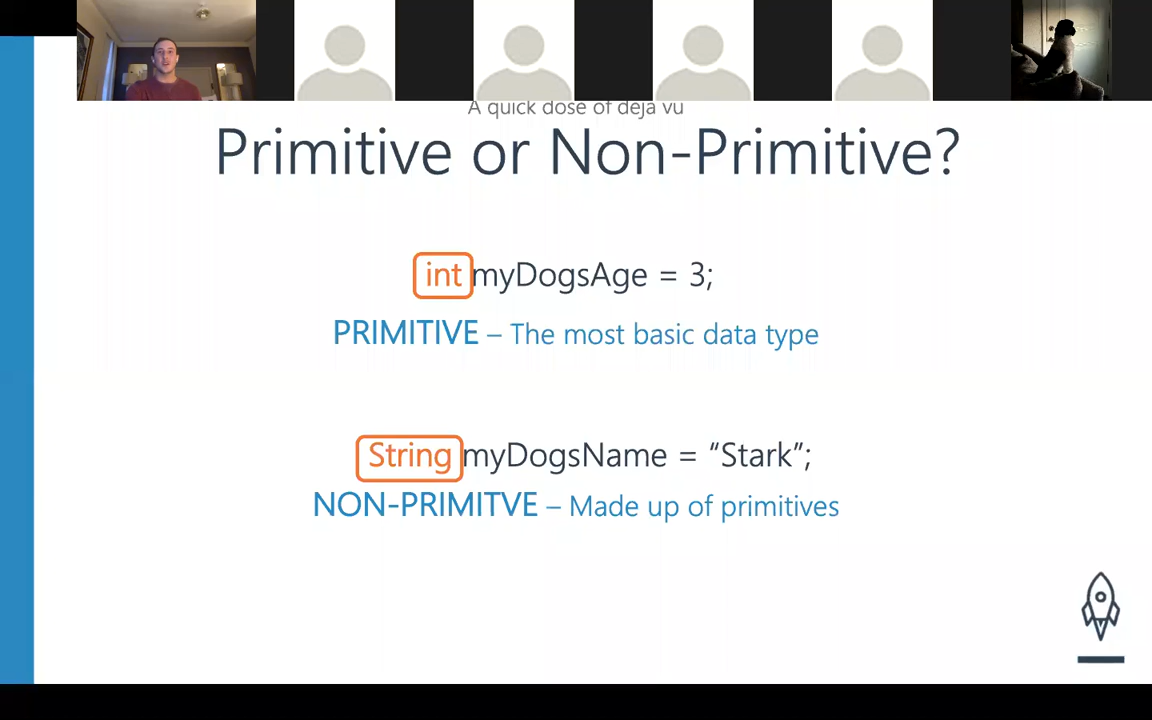 A quick dose of deja vu
Primitive or Non-Primitive?
int myDogsAge = 3;
PRIMITIVE – The most basic data type
String myDogsName = “Stark”;
NON-PRIMITVE – Made up of primitives